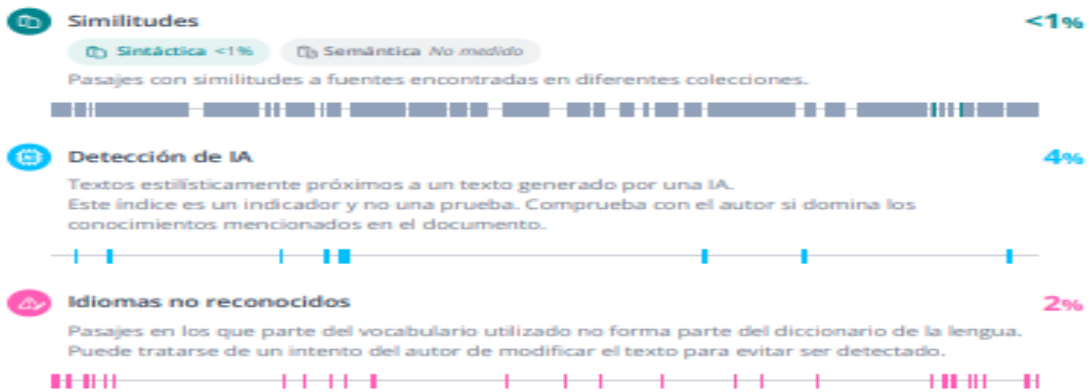 Similitudes
<1%
Sintáctica <1%
Semántica No medido
Pasajes con similitudes a fuentes encontradas en diferentes colecciones.
Detección de IA
4%
Textos estilísticamente próximos a un texto generado por una IA.
Este índice es un indicador y no una prueba. Comprueba con el autor si domina los
conocimientos mencionados en el documento.
Idiomas no reconocidos
2%
Pasajes en los que parte del vocabulario utilizado no forma parte del diccionario de la lengua.
Puede tratarse de un intento del autor de modificar el texto para evitar ser detectado.